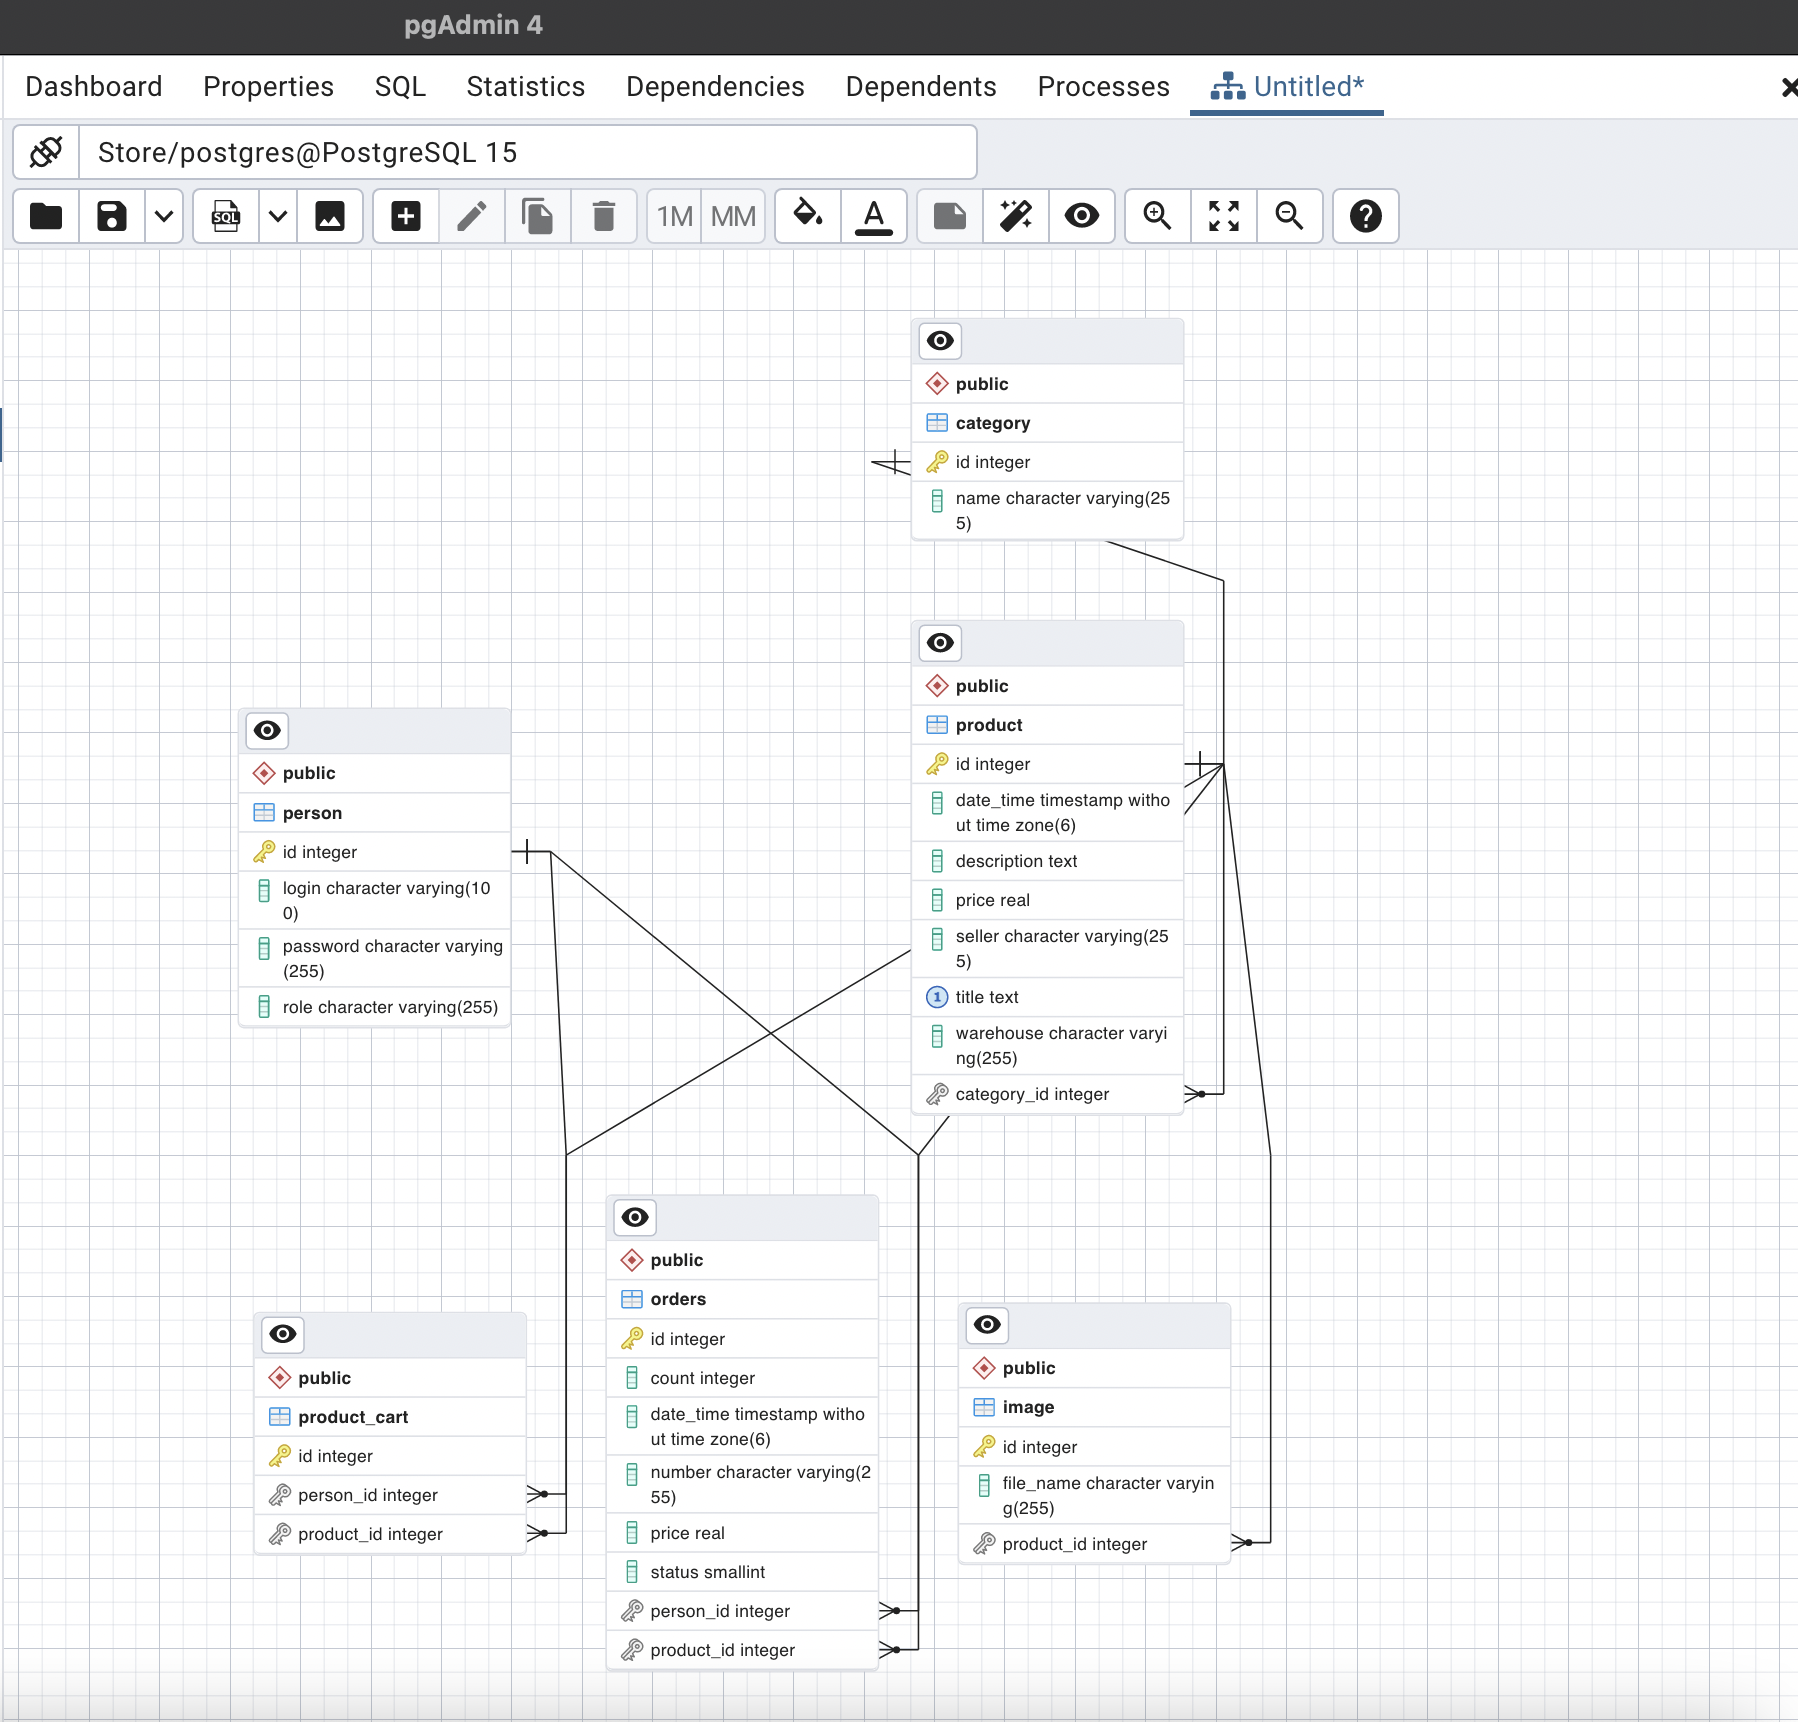 pgAdmin 4
Dashboard Properties SQL Statistics Dependencies Dependents Processes Untitled*
Store/postgres@PostgreSQL 15
SQL 1M MM A
public
category
id integer
name character varying(25
5)
public
product
id integer
date_time timestamp witho
ut time zone(6)
description text
price real
seller character varying(25
5)
1 title text
warehouse character varyi
ng(255)
category_id integer
public
person
id integer
login character varying(10
0)
password character varying
(255)
role character varying(255)
public
product_cart
id integer
person_id integer
product_id integer
public
orders
id integer
count integer
date_time timestamp witho
ut time zone(6)
number character varying(2
55)
price real
status smallint
person_id integer
product_id integer
public
image
id integer
file_name character varyin
g(255)
product_id integer